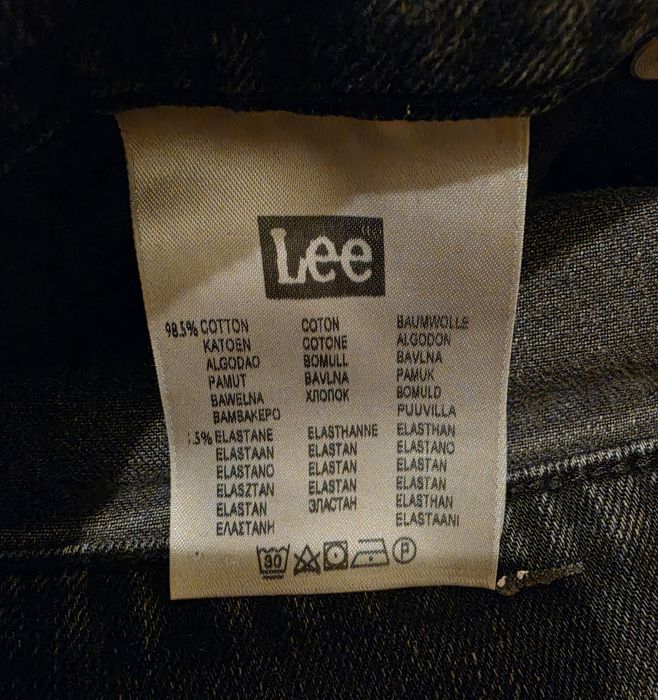 Lee
98.5% COTTON COTON BAUMWOLLE
KATOEN COTONE ALGODON
ALGODAO BOMULL BAVLNA
PAMUT BAVLNA PAMUK
BAWELNA ХЛОПОК BOMULD
BAMBAKEPO PUUVILLA
1.5% ELASTANE ELASTHANNE ELASTHAN
ELASTAAN ELASTAN ELASTANO
ELASTANO ELASTAN ELASTAN
ELASZTAN ELASTAN ELASTAN
ELASTAN ЭЛАСТАН ELASTHAN
ΕΛΑΣΤΑΝΗ ELASTAANI
30 P